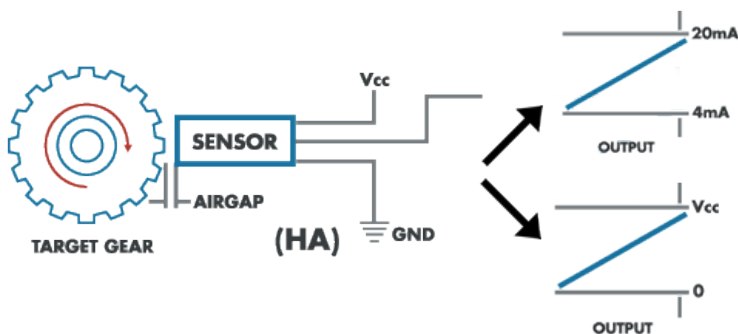 Vcc
SENSOR
AIRGAP
TARGET GEAR
(HA)
GND
20mA
4mA
OUTPUT
Vcc
0
OUTPUT